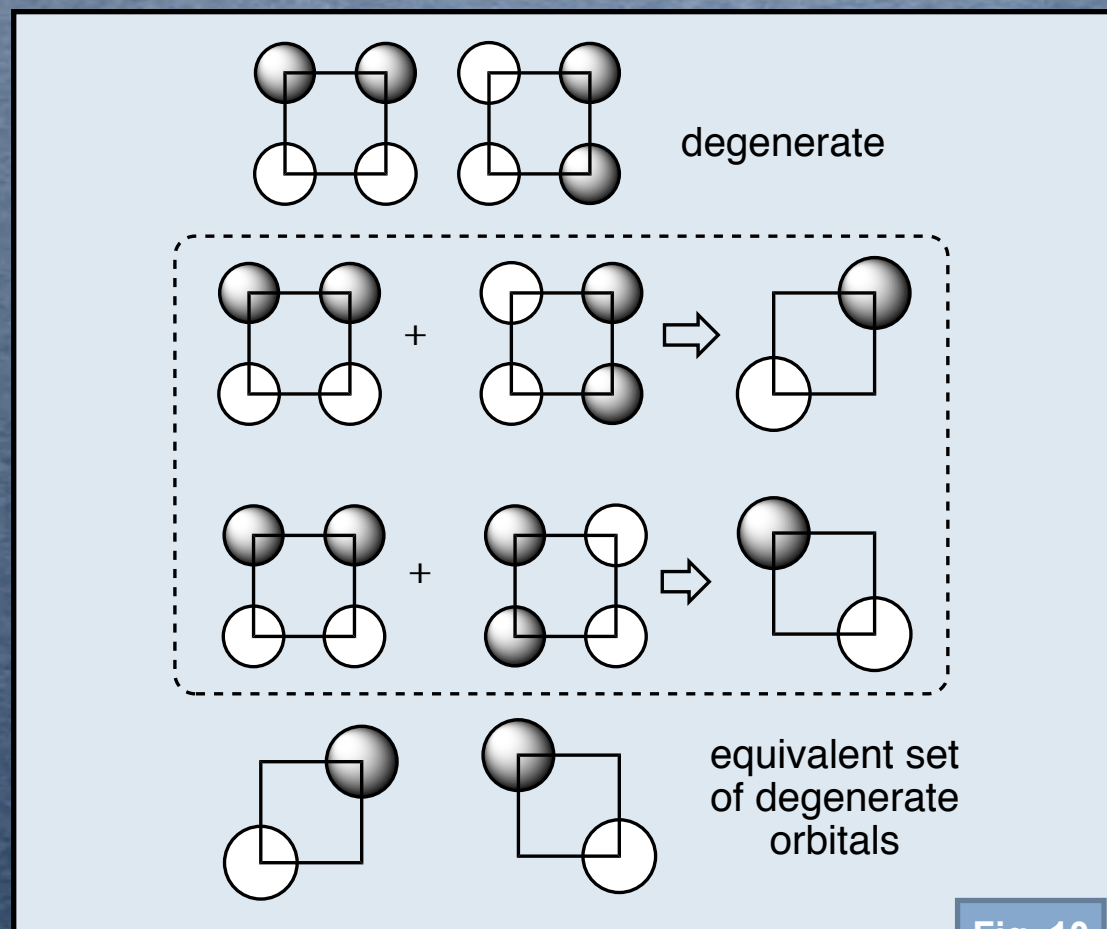 degenerate
+
+
equivalent set
of degenerate
orbitals
Fig. 10